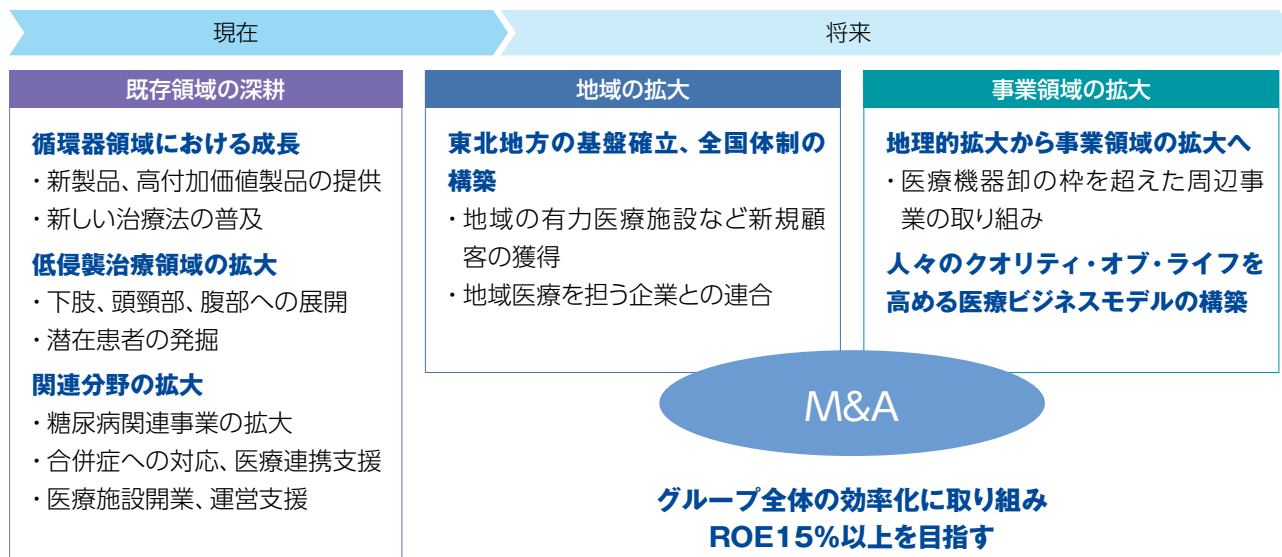 現在
将来
既存領域の深耕
循環器領域における成長
・新製品、高付加価値製品の提供
・新しい治療法の普及
低侵襲治療領域の拡大
・下肢、頭頸部、腹部への展開
・潜在患者の発掘
関連分野の拡大
・糖尿病関連事業の拡大
・合併症への対応、医療連携支援
・医療施設開業、運営支援
地域の拡大
東北地方の基盤確立、全国体制の
構築
・地域の有力医療施設など新規顧
客の獲得
・地域医療を担う企業との連合
事業領域の拡大
地理的拡大から事業領域の拡大へ
・医療機器卸の枠を超えた周辺事
業の取り組み
人々のクオリティ・オブ・ライフを
高める医療ビジネスモデルの構築
M&A
グループ全体の効率化に取り組み
ROE15%以上を目指す